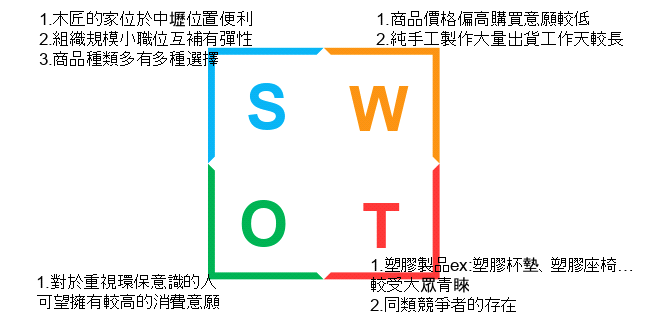 1.木匠的家位於中壢位置便利
2.組織規模小職位互補有彈性
3.商品種類多有多種選擇
1.商品價格偏高購買意願較低
2.純手工製作大量出貨工作天較長
S
W
O
T
1.對於重視環保意識的人
可望擁有較高的消費意願
1.塑膠製品ex:塑膠杯墊、塑膠座椅...
較受大眾青睞
2.同類競爭者的存在